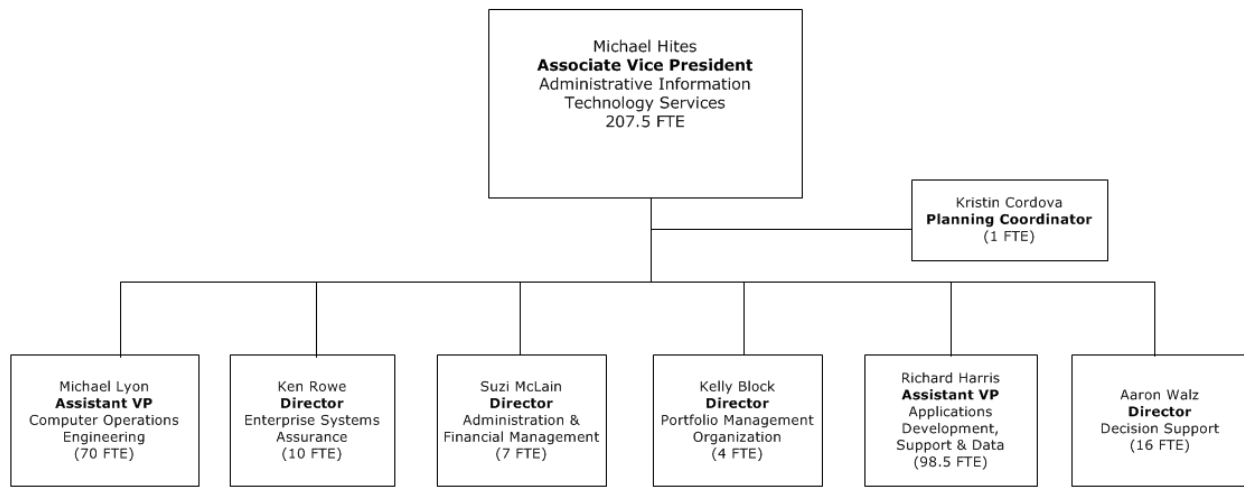 Michael Hites
Associate Vice President
Administrative Information
Technology Services
207.5 FTE
Kristin Cordova
Planning Coordinator
(1 FTE)
Michael Lyon
Assistant VP
Computer Operations
Engineering
(70 FTE)
Ken Rowe
Director
Enterprise Systems
Assurance
(10 FTE)
Suzi McLain
Director
Administration &
Financial Management
(7 FTE)
Kelly Block
Director
Portfolio Management
Organization
(4 FTE)
Richard Harris
Assistant VP
Applications
Development,
Support & Data
(98.5 FTE)
Aaron Walz
Director
Decision Support
(16 FTE)